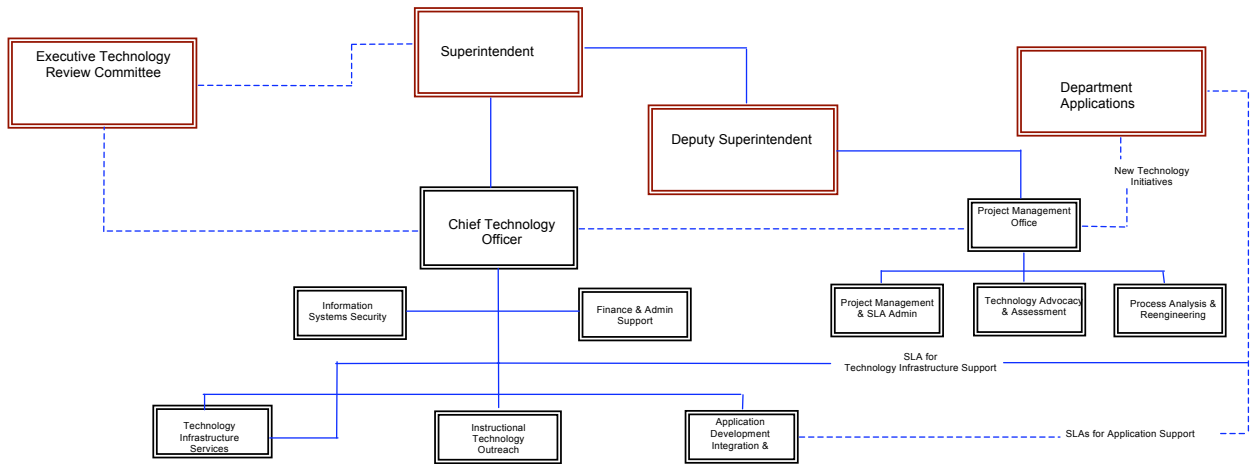 Executive Technology
Review Committee
Superintendent
Department
Applications
Deputy Superintendent
New Technology
Initiatives
Chief Technology
Officer
Project Management
Office
Information
Systems Security
Finance & Admin
Support
Project Management
& SLA Admin
Technology Advocacy
& Assessment
Process Analysis &
Reengineering
SLA for
Technology Infrastructure Support
Technology
Infrastructure
Services
Instructional
Technology
Outreach
Application
Development
Integration &
SLAs for Application Support